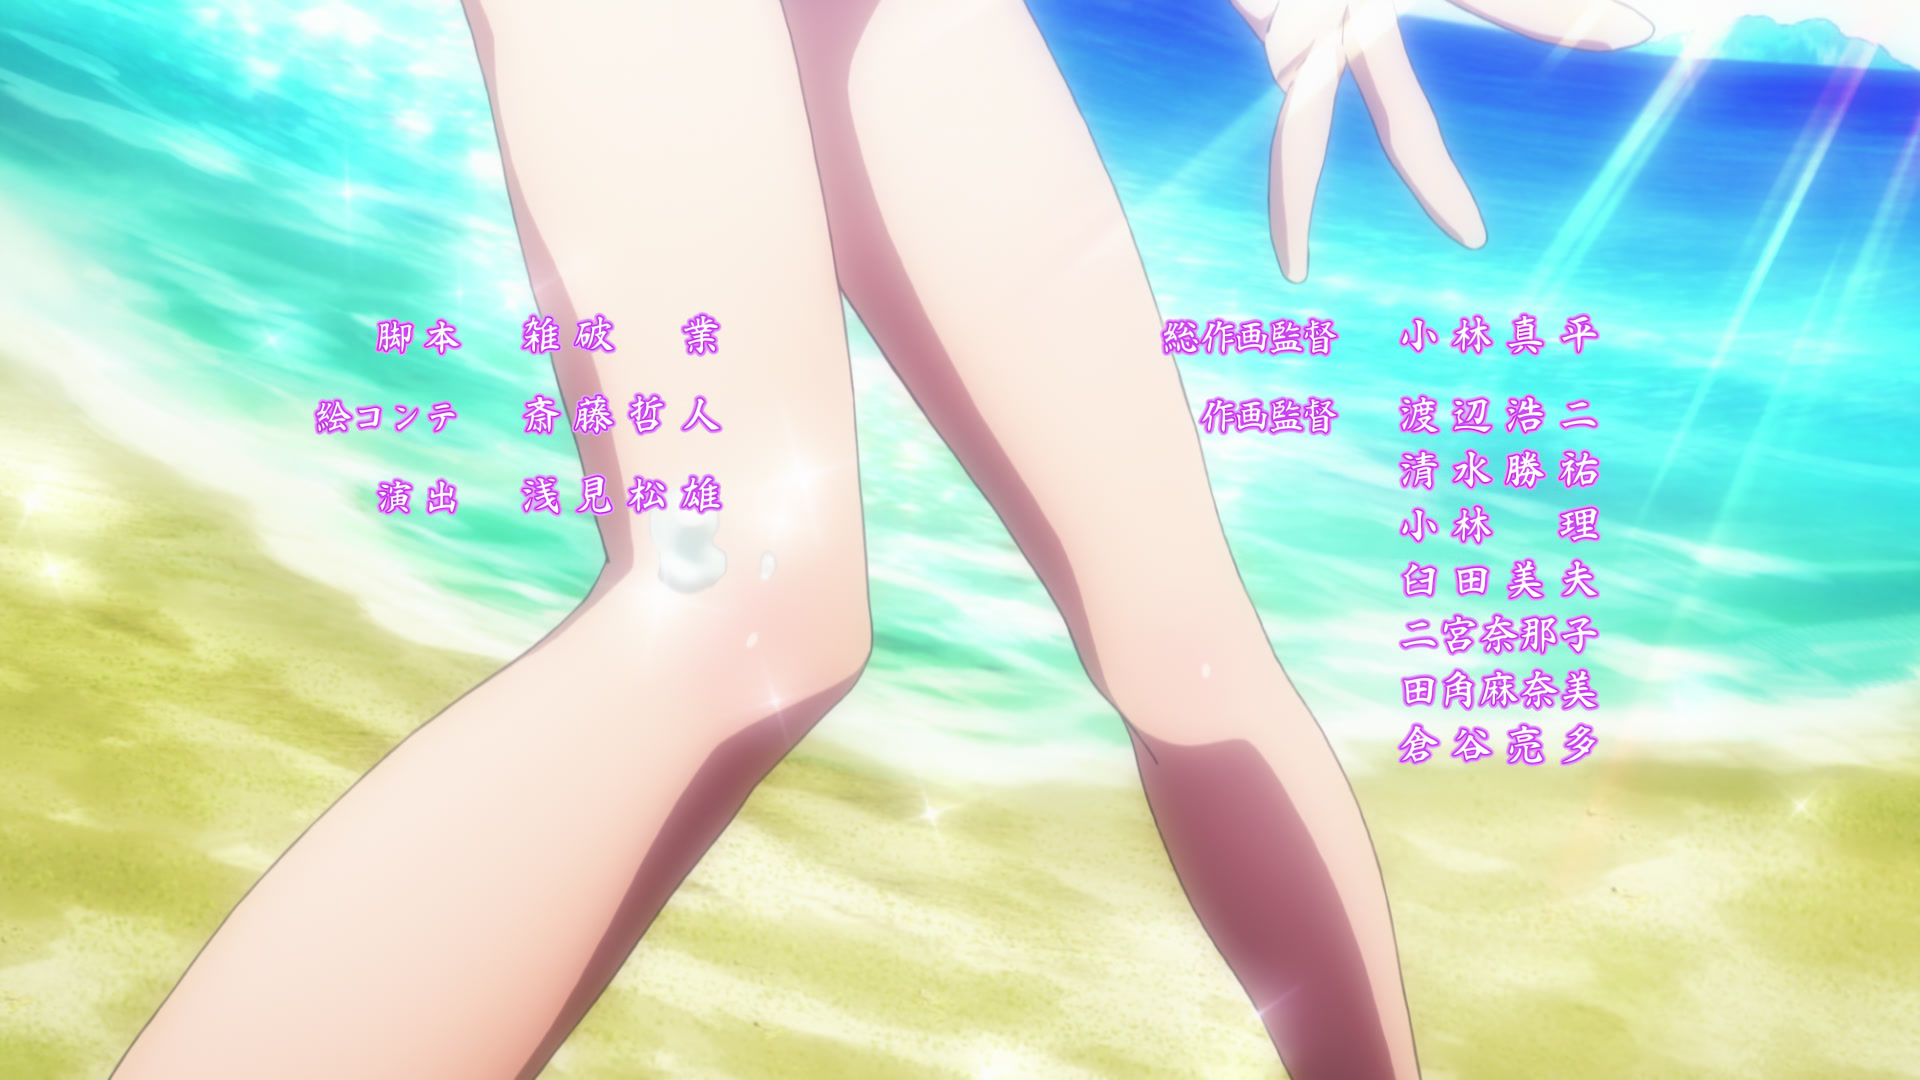 脚本 雑破 業
絵コンテ 斎藤哲人
演出 浅見松雄
総作画監督 小林真平
作画監督 渡辺浩二
清水勝祐
小林 理
臼田美夫
二宮奈那子
田角麻奈美
倉谷亮多